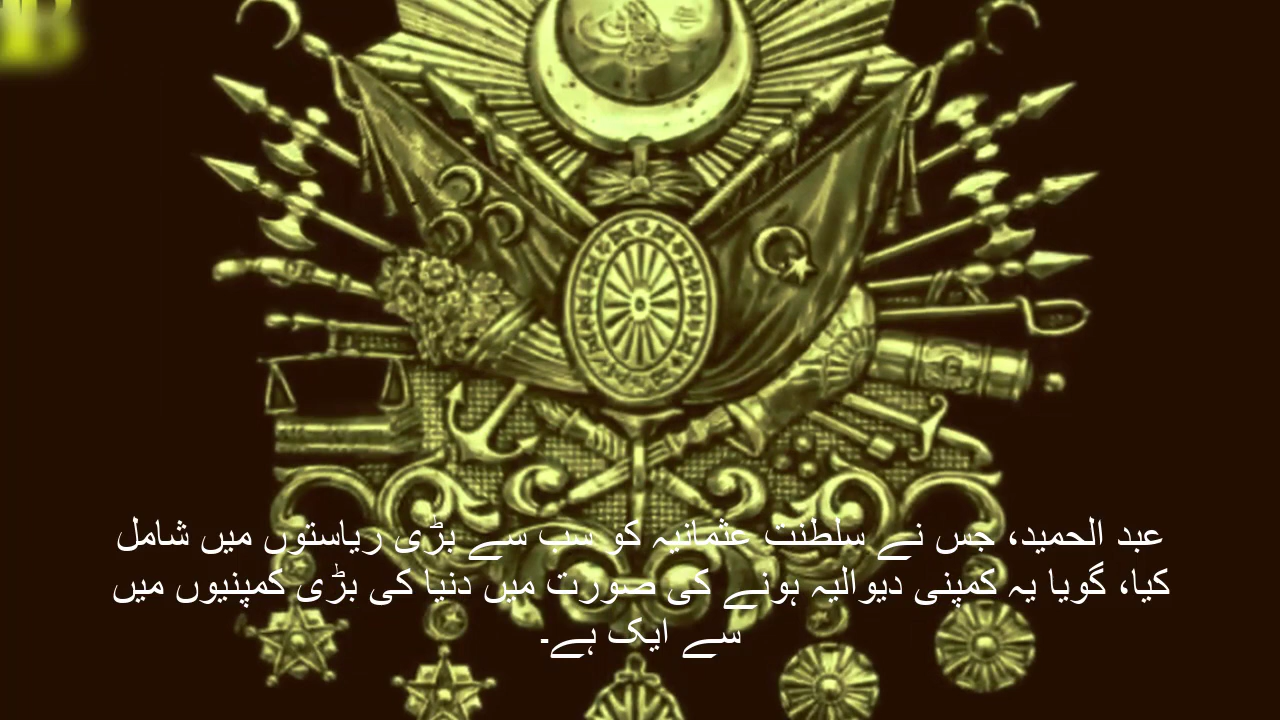 عبد الحمید، جس نے سلطنت عثمانیہ کو سب سے بڑی ریاستوں میں شامل
کیا، گویا یہ کمپنی دیوالیہ ہونے کی صورت میں دنیا کی بڑی کمپنیوں میں
سے ایک ہے۔